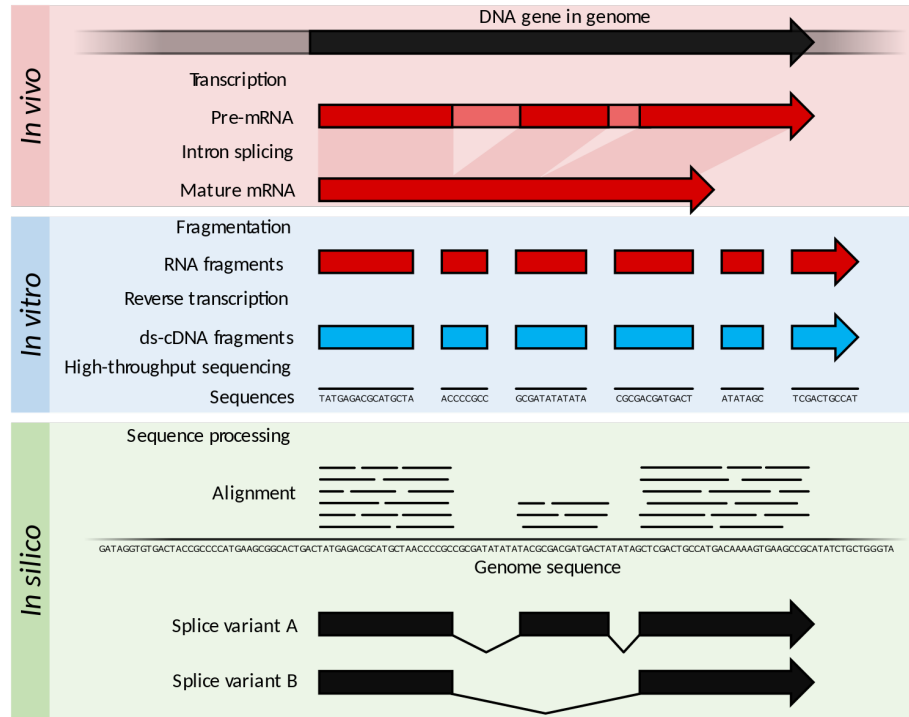 In vivo
DNA gene in genome
Transcription
Pre-mRNA
Intron splicing
Mature mRNA
In vitro
Fragmentation
RNA fragments
Reverse transcription
ds-cDNA fragments
High-throughput sequencing
Sequences
TATGAGACGCATGCTA ACCCCGCC GCGATATATATA CGCGACGATGACT ATATAGC TCGACTGCCAT
In silico
Sequence processing
Alignment
GATAGGTGTGACTACCGCCCCATGAAGCGGCACTGACTATGAGACGCATGCTAACCCCGCCGCGATATATATACGCGACGATGACTATATAGCTCGACTGCCATGACAAAAGTGAAGCCGCATATCTGCTGGGTA
Genome sequence
Splice variant A
Splice variant B